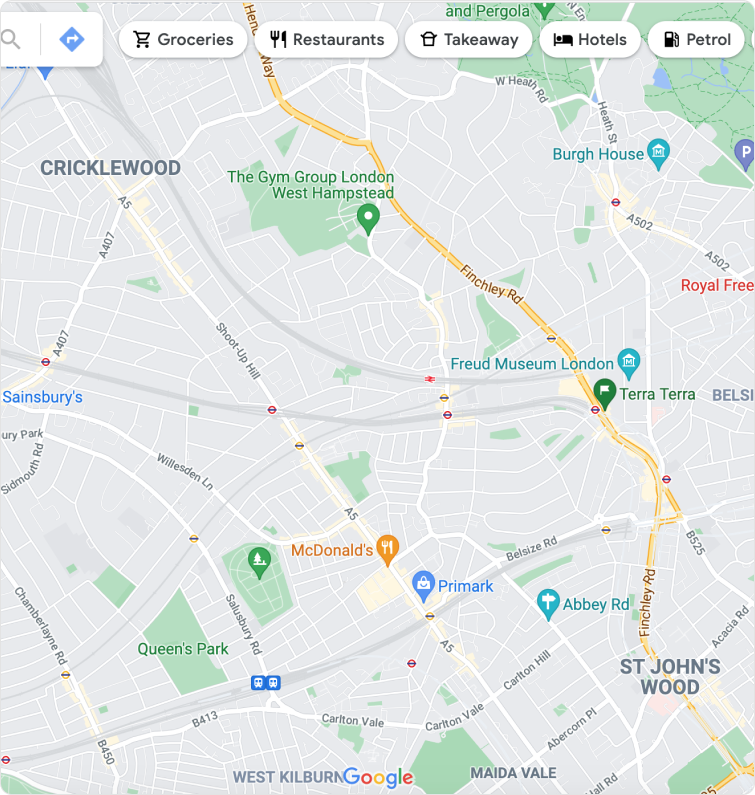 and Pergola
Groceries
Restaurants
Takeaway
Hotels
Petrol
W Heath Rd
Heath St
CRICKLEWOOD
Burgh House
P
The Gym Group London
West Hampstead
A5
A407
A502
A502
Finchley Rd
Royal Free
A407
Shoot-Up Hill
Freud Museum London
Sainsbury's
Terra Terra
BELSI
ury Park
Sidmouth Rd
Willesden Ln
A5
B525
McDonald's
Belsize Rd
Primark
Abbey Rd
Finchley Rd
Chamberlayne Rd
Salusbury Rd
Acacia Rd
Queen's Park
A5
Carlton Hill
ST JOHN'S
WOOD
B413
Carlton Vale
Carlton Vale
Abercorn Pl
B450
WEST KILBURN
Google
MAIDA VALE
Hall Rd